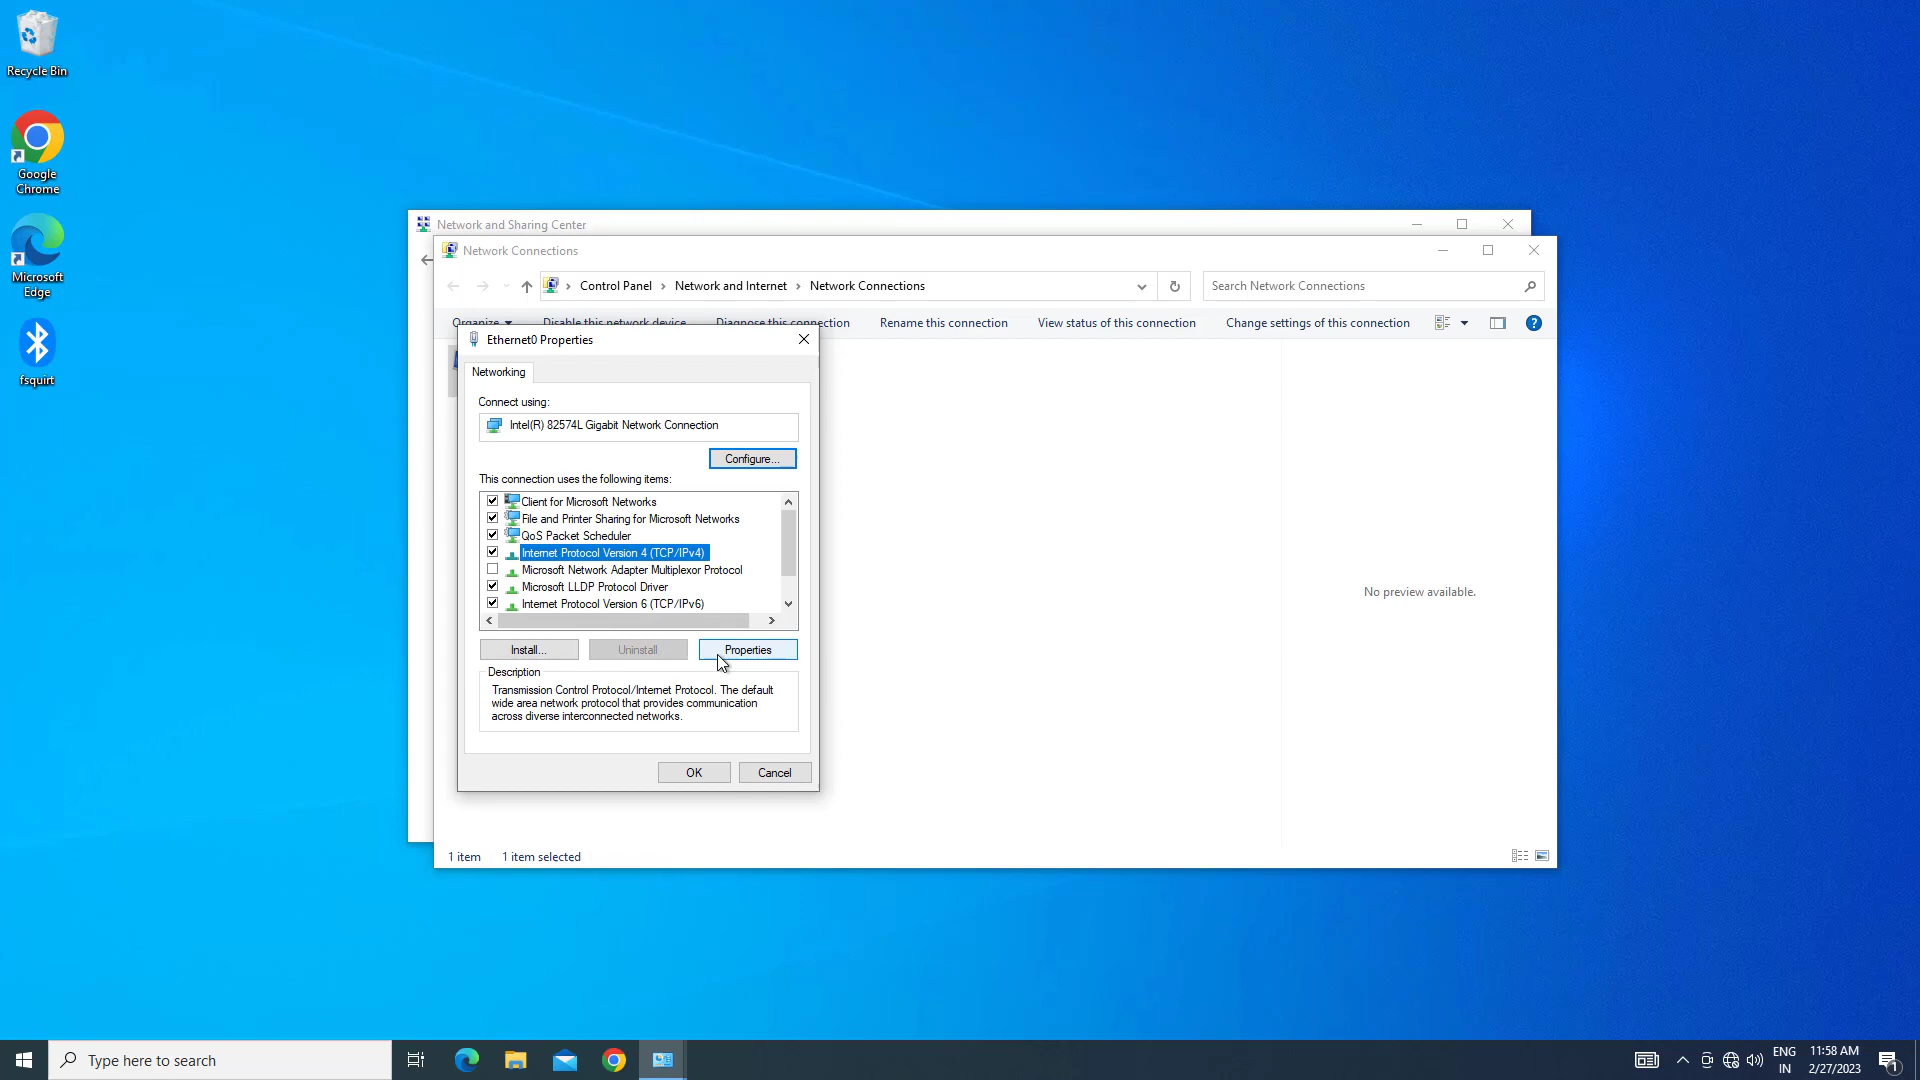 Recycle Bin
Google
Chrome
Microsoft
Edge
fsquirt
Network and Sharing Center
Network Connections
Control Panel > Network and Internet > Network Connections
Search Network Connections
Organize
Disable this network device
Diagnose this connection
Rename this connection
View status of this connection
Change settings of this connection
Ethernet0 Properties
Networking
Connect using:
Intel(R) 82574L Gigabit Network Connection
Configure...
This connection uses the following items:
Client for Microsoft Networks
File and Printer Sharing for Microsoft Networks
QoS Packet Scheduler
Internet Protocol Version 4 (TCP/IPv4)
Microsoft Network Adapter Multiplexor Protocol
Microsoft LLDP Protocol Driver
Internet Protocol Version 6 (TCP/IPv6)
Install...
Uninstall
Properties
Description
Transmission Control Protocol/Internet Protocol. The default
wide area network protocol that provides communication
across diverse interconnected networks.
OK
Cancel
No preview available.
1 item
1 item selected
Type here to search
ENG
IN
11:58 AM
2/27/2023
1